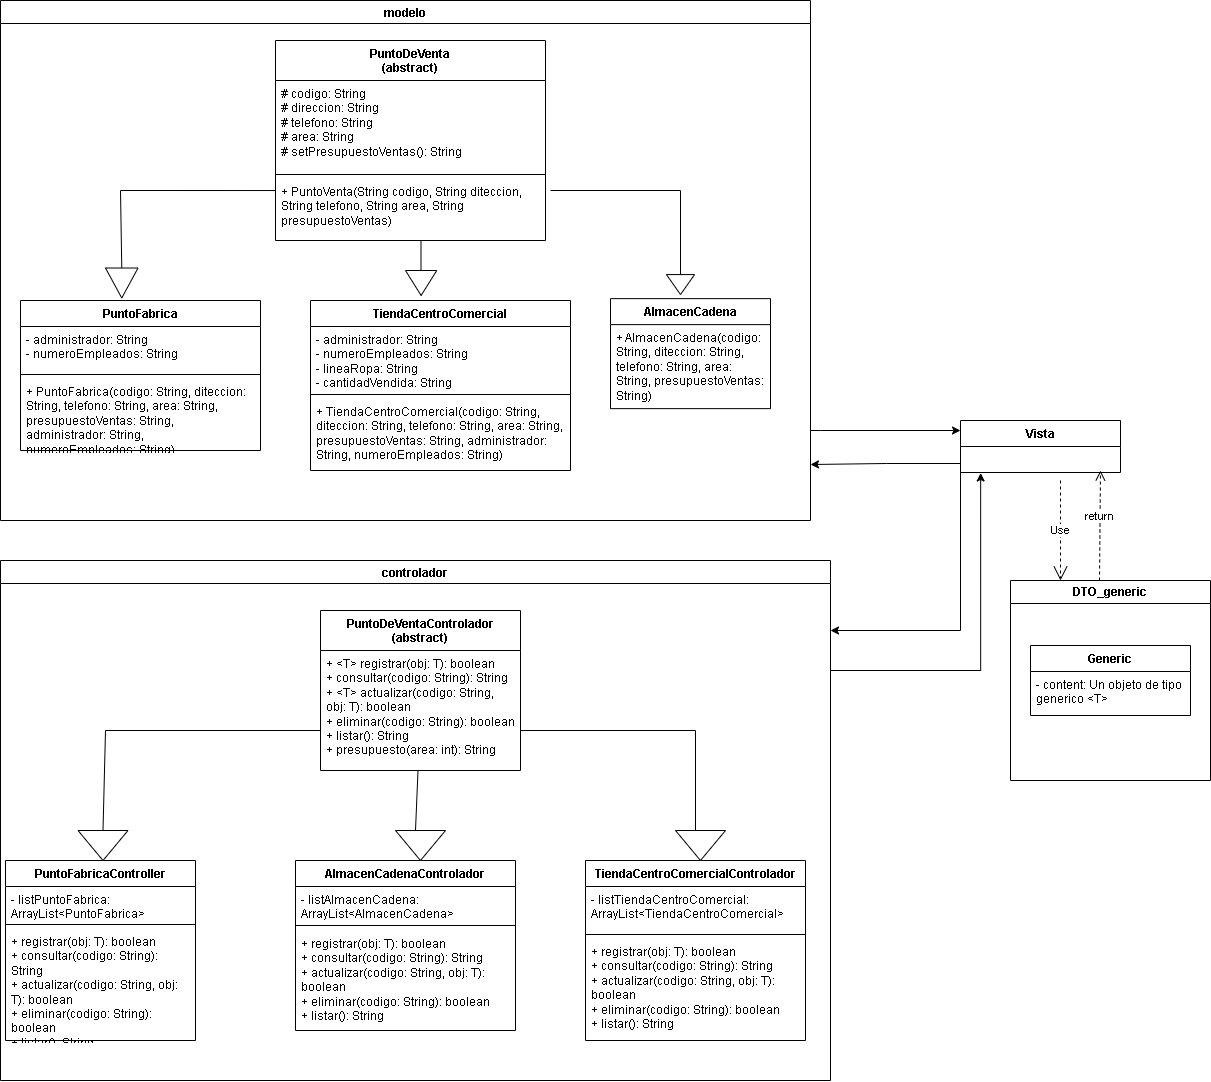 modelo
PuntoDeVenta
(abstract)
# codigo: String
# direccion: String
# telefono: String
# area: String
# setPresupuestoVentas(): String
+ PuntoVenta(String codigo, String diteccion,
String telefono, String area, String
presupuestoVentas)
PuntoFabrica
- administrador: String
- numeroEmpleados: String
+ PuntoFabrica(codigo: String, diteccion:
String, telefono: String, area: String,
presupuestoVentas: String,
administrador: String,
numeroEmpleados: String)
TiendaCentroComercial
- administrador: String
- numeroEmpleados: String
- lineaRopa: String
- cantidadVendida: String
+ TiendaCentroComercial(codigo: String,
diteccion: String, telefono: String, area: String,
presupuestoVentas: String, administrador:
String, numeroEmpleados: String)
AlmacenCadena
+ AlmacenCadena(codigo:
String, diteccion: String,
telefono: String, area:
String, presupuestoVentas:
String)
Vista
Use
return
DTO_generic
Generic
- content: Un objeto de tipo
generico <T>
controlador
PuntoDeVentaControlador
(abstract)
+ <T> registrar(obj: T): boolean
+ consultar(codigo: String): String
+ <T> actualizar(codigo: String,
obj: T): boolean
+ eliminar(codigo: String): boolean
+ listar(): String
+ presupuesto(area: int): String
PuntoFabricaController
- listPuntoFabrica:
ArrayList<PuntoFabrica>
+ registrar(obj: T): boolean
+ consultar(codigo: String):
String
+ actualizar(codigo: String, obj:
T): boolean
+ eliminar(codigo: String):
boolean
+ listar(): String
AlmacenCadenaControlador
- listAlmacenCadena:
ArrayList<AlmacenCadena>
+ registrar(obj: T): boolean
+ consultar(codigo: String): String
+ actualizar(codigo: String, obj: T):
boolean
+ eliminar(codigo: String): boolean
+ listar(): String
TiendaCentroComercialControlador
- listTiendaCentroComercial:
ArrayList<TiendaCentroComercial>
+ registrar(obj: T): boolean
+ consultar(codigo: String): String
+ actualizar(codigo: String, obj: T):
boolean
+ eliminar(codigo: String): boolean
+ listar(): String